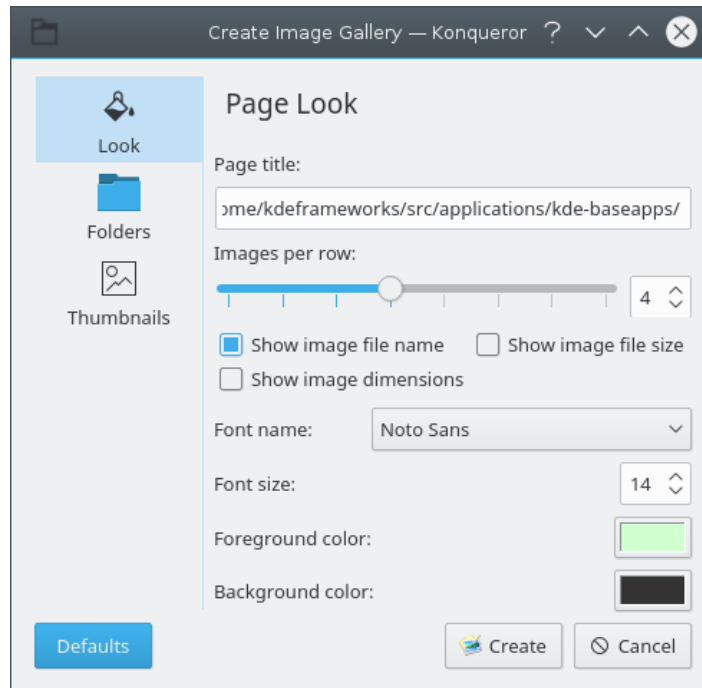 Create Image Gallery — Konqueror
Look
Folders
Thumbnails
Page Look
Page title:
ome/kdeframeworks/src/applications/kde-baseapps/
Images per row:
4
Show image file name Show image file size
Show image dimensions
Font name: Noto Sans
Font size: 14
Foreground color:
Background color:
Defaults Create Cancel